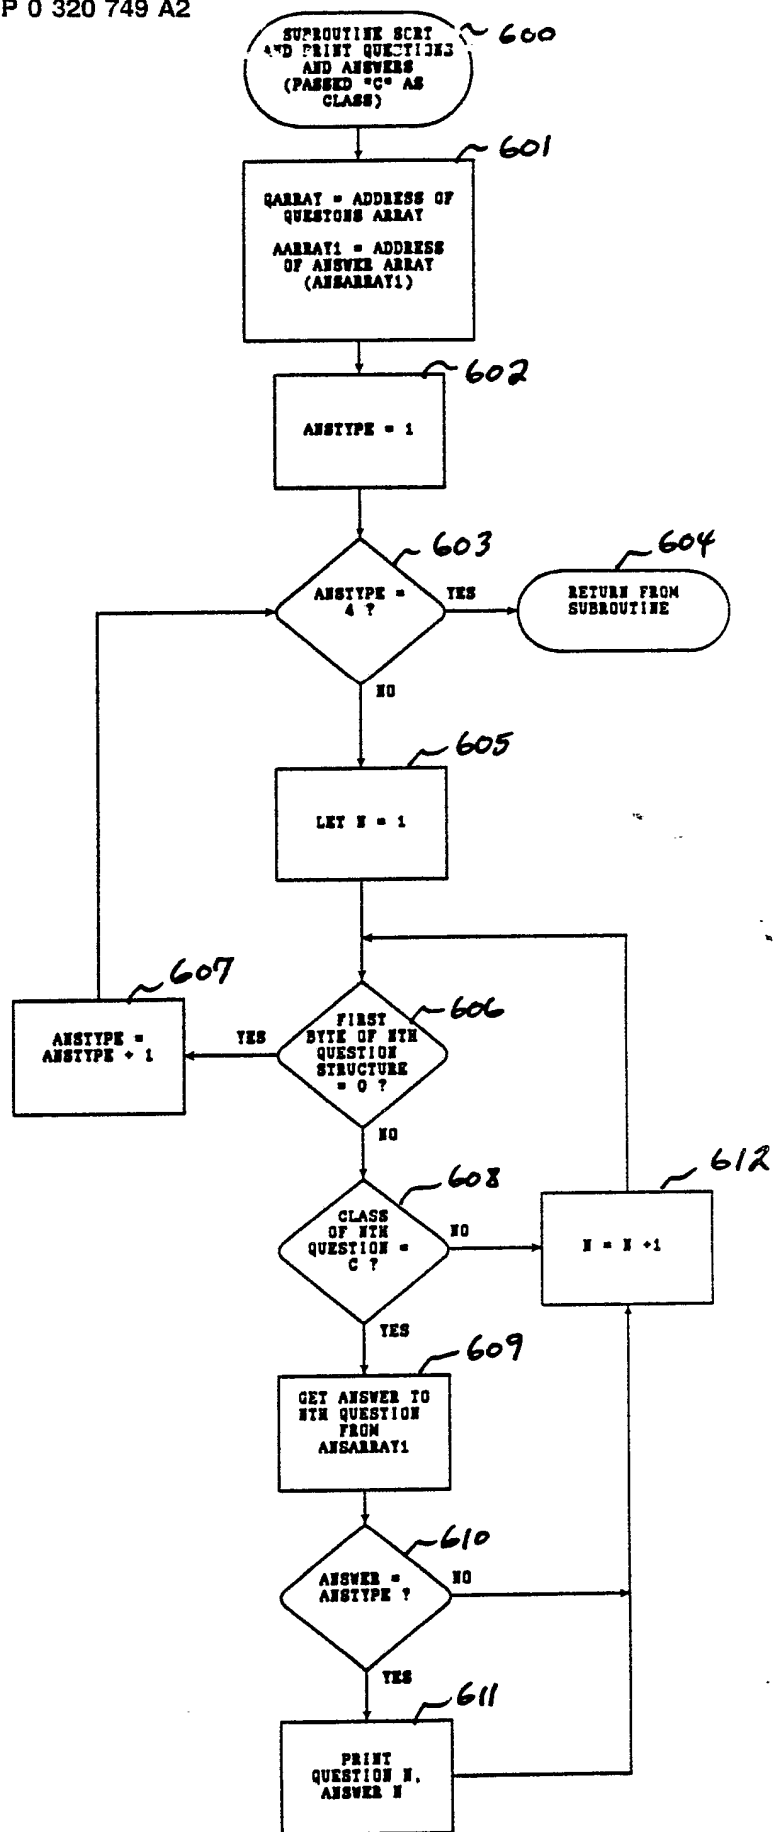 P 0 320 749 A2
SUBROUTINE SORT
AND PRINT QUESTIONS
AND ANSWERS
(PASSED "C" AS
CLASS)
600
601
QARRAY = ADDRESS OF
QUESTONS ARRAY
AARRAY1 = ADDRESS
OF ANSWER ARRAY
(ANSARRAY1)
602
ANSTYPE = 1
603
ANSTYPE =
4 ?
YES
604
RETURN FROM
SUBROUTINE
NO
605
LET N = 1
607
ANSTYPE =
ANSTYPE + 1
YES
606
FIRST
BYTE OF NTH
QUESTION
STRUCTURE
= 0 ?
NO
608
CLASS
OF NTH
QUESTION =
C ?
NO
612
N = N +1
YES
609
GET ANSWER TO
NTH QUESTION
FROM
ANSARRAY1
610
ANSWER =
ANSTYPE ?
NO
YES
611
PRINT
QUESTION N,
ANSWER N